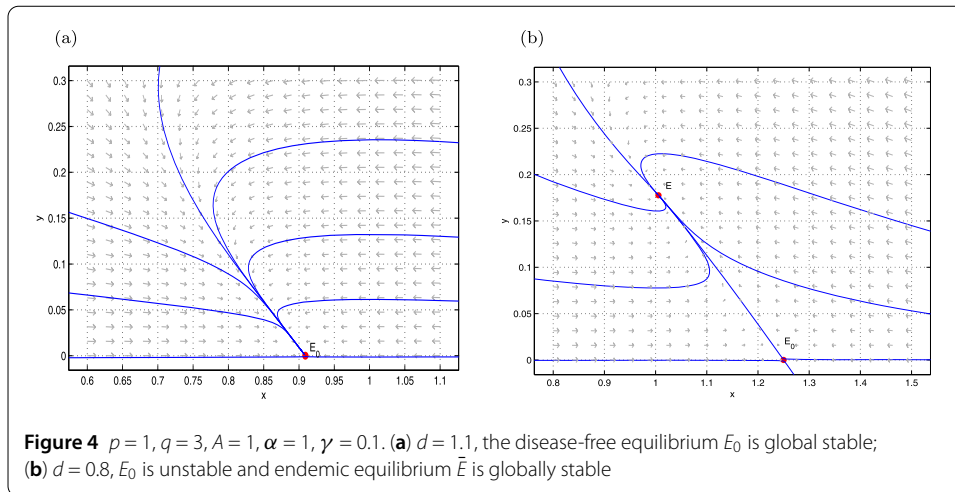 (a)
0.3
0.25
0.2
0.15
0.1
0.05
0
y
E0
0.6 0.65 0.7 0.75 0.8 0.85 0.9 0.95 1 1.05 1.1
x
(b)
0.3
0.25
0.2
0.15
0.1
0.05
0
y
E
E0
0.8 0.9 1 1.1 1.2 1.3 1.4 1.5
x
Figure 4 p = 1, q = 3, A = 1, α = 1, γ = 0.1. (a) d = 1.1, the disease-free equilibrium E0 is global stable;
(b) d = 0.8, E0 is unstable and endemic equilibrium Ē is globally stable